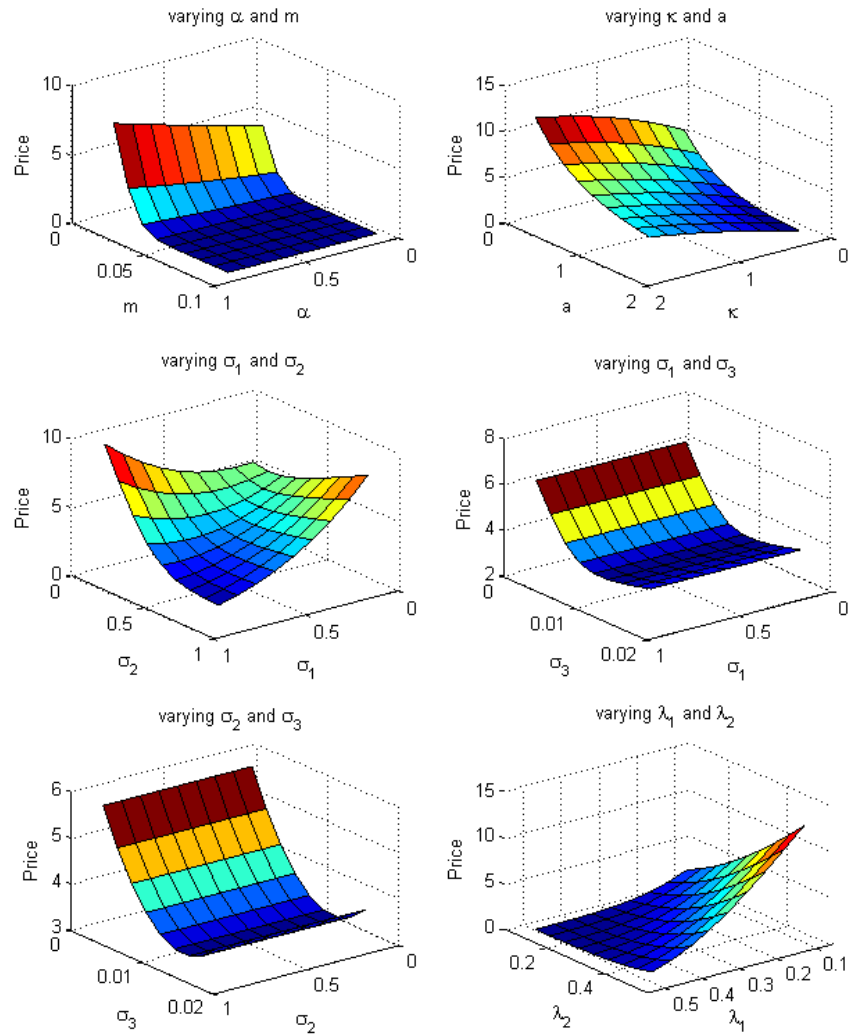 varying α and m
10
5
0
Price
0
0.05
0.1
m
1
0.5
0
α
varying κ and a
15
10
5
0
Price
0
1
2
a
2
1
0
κ
varying σ₁ and σ₂
10
5
0
Price
0
0.5
1
σ₂
1
0.5
0
σ₁
varying σ₁ and σ₃
8
6
4
2
Price
0
0.01
0.02
σ₃
1
0.5
0
σ₁
varying σ₂ and σ₃
6
5
4
3
Price
0
0.01
0.02
σ₃
1
0.5
0
σ₂
varying λ₁ and λ₂
15
10
5
0
Price
0.2
0.4
λ₂
0.5
0.4
0.3
0.2
0.1
λ₁